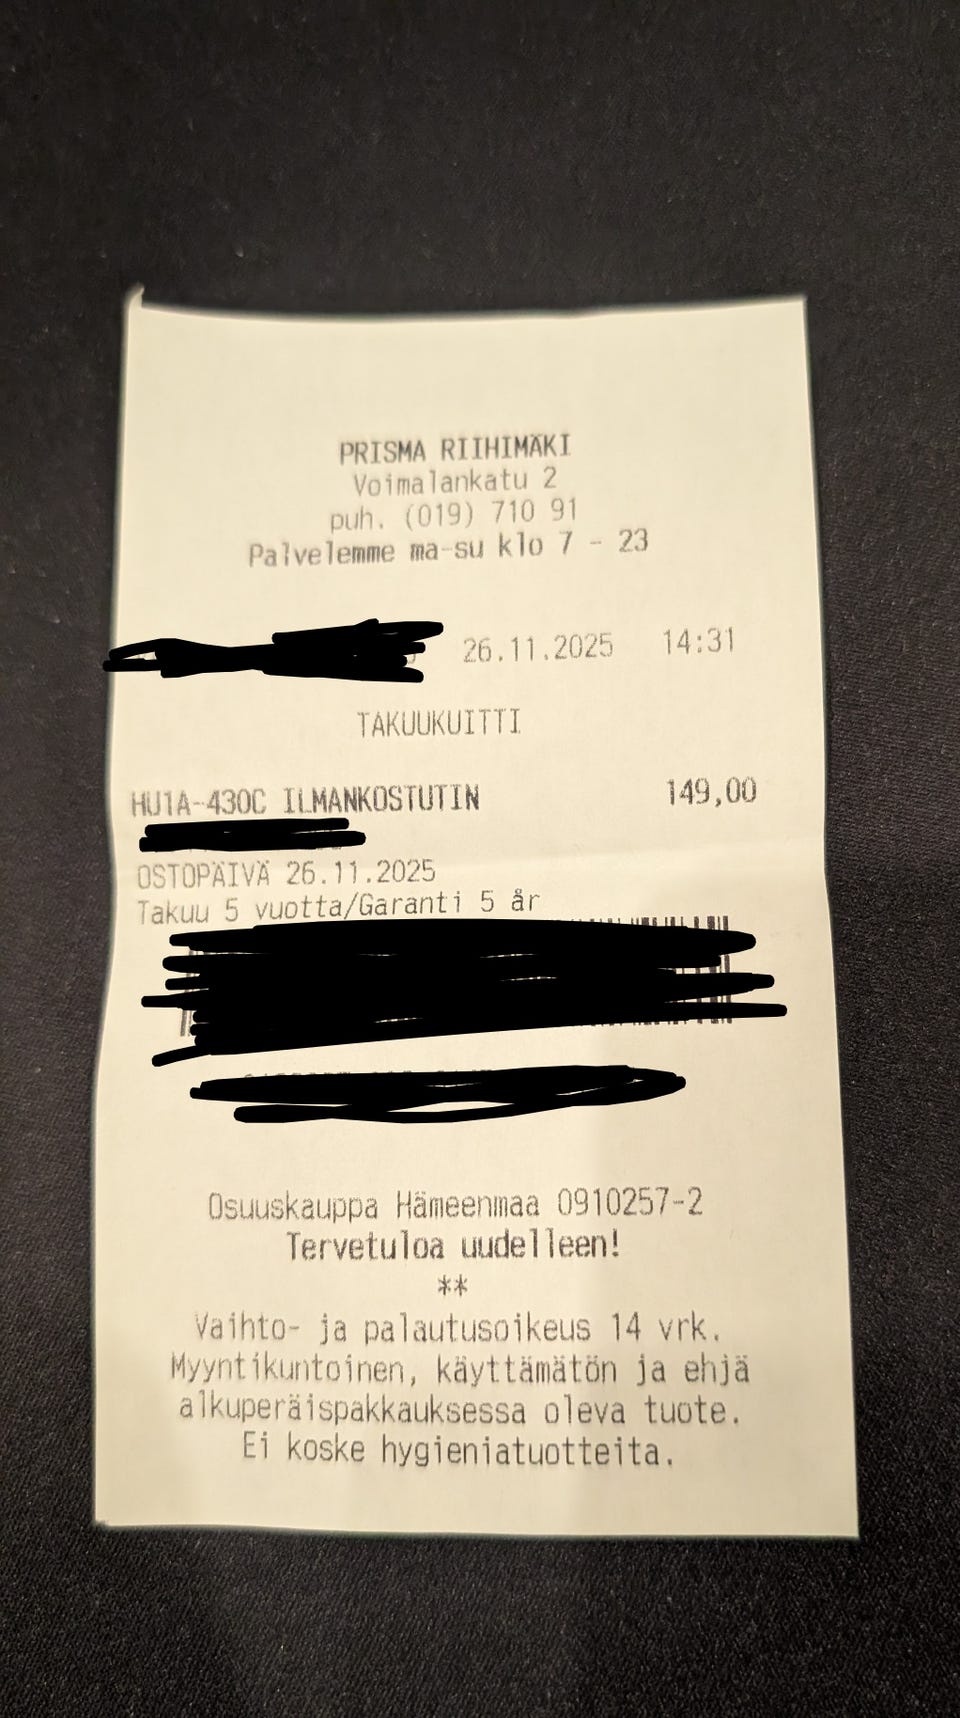 PRISMA RIIHIMÄKI
Voimalankatu 2
puh. (019) 710 91
Palvelemme ma-su klo 7 - 23
26.11.2025 14:31
TAKUUKUITTI
HU1A-430C ILMANKOSTUTIN 149,00
OSTOPÄIVÄ 26.11.2025
Takuu 5 vuotta/Garanti 5 år
Osuuskauppa Hämeenmaa 0910257-2
Tervetuloa uudelleen!
**
Vaihto- ja palautusoikeus 14 vrk.
Myyntikuntoinen, käyttämätön ja ehjä
alkuperäispakkauksessa oleva tuote.
Ei koske hygieniatuotteita.